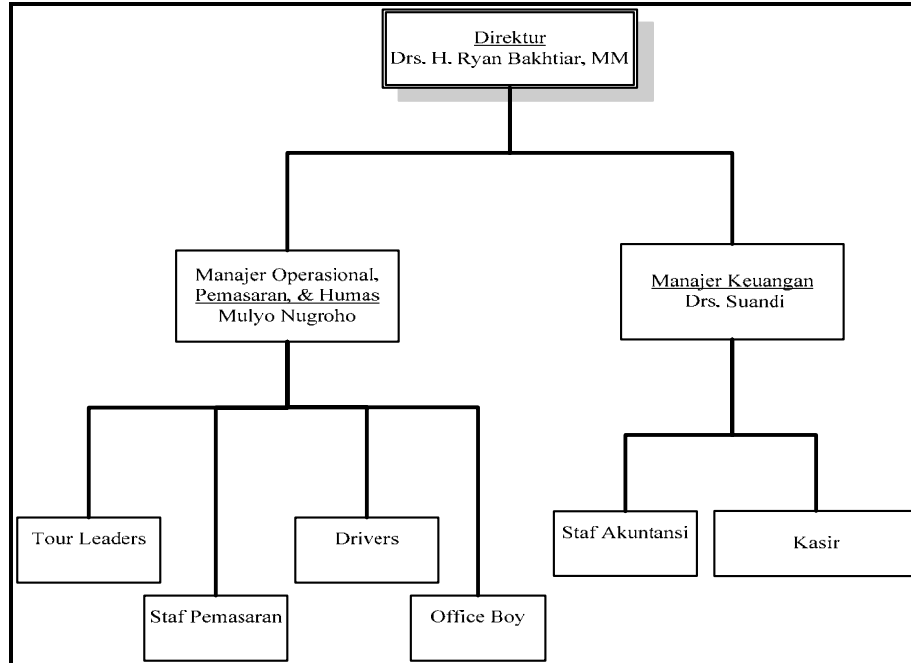 Direktur
Drs. H. Ryan Bakhtiar, MM
Manajer Operasional,
Pemasaran, & Humas
Mulyo Nugroho
Manajer Keuangan
Drs. Suandi
Tour Leaders
Staf Pemasaran
Drivers
Office Boy
Staf Akuntansi
Kasir